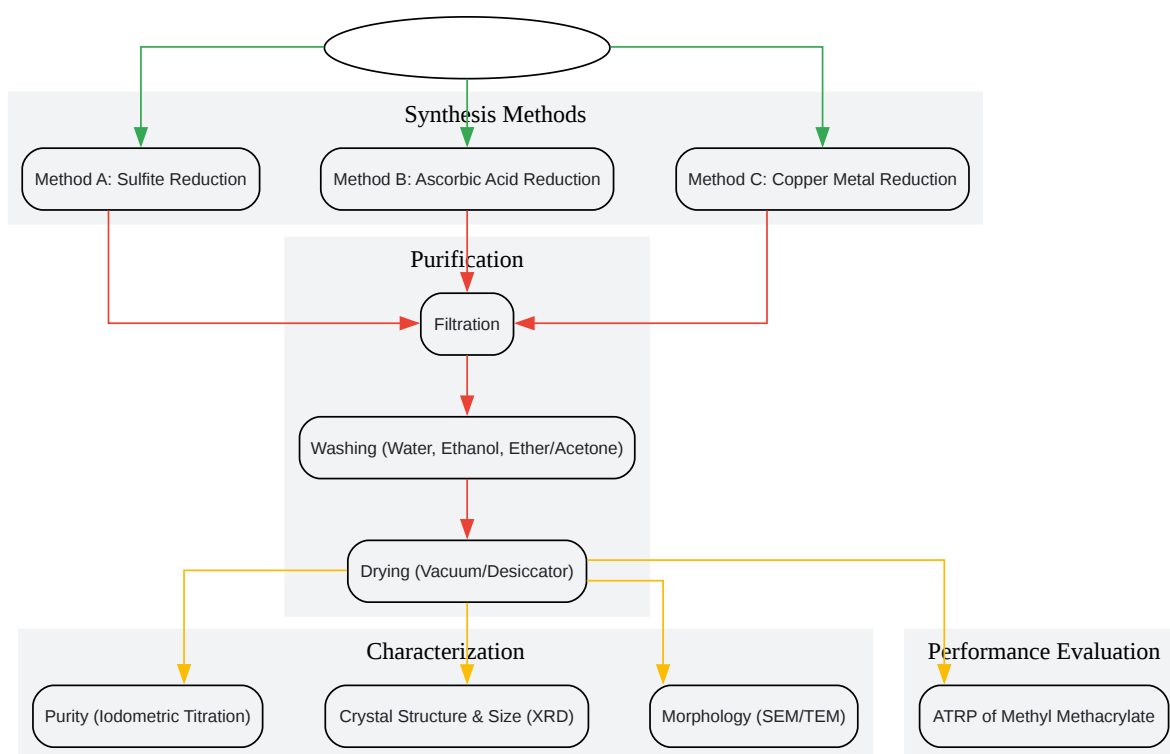 Synthesis Methods
Method A: Sulfite Reduction
Method B: Ascorbic Acid Reduction
Method C: Copper Metal Reduction
Purification
Filtration
Washing (Water, Ethanol, Ether/Acetone)
Drying (Vacuum/Desiccator)
Characterization
Performance Evaluation
Purity (Iodometric Titration)
Crystal Structure & Size (XRD)
Morphology (SEM/TEM)
ATRP of Methyl Methacrylate